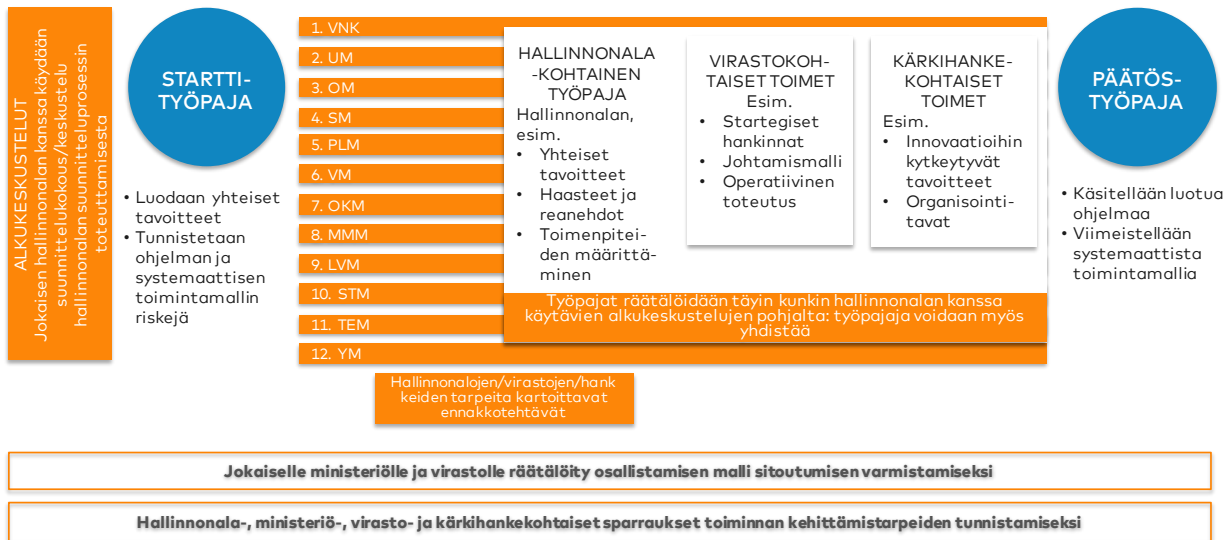 ALKUKESKUSTELUT
Jokaisen hallinnonalan kanssa käydään
suunnittelukokous/keskustelu
hallinnonalan suunnitteluprosessin
toteuttamisesta
STARTTI-
TYÖPAJA
• Luodaan yhteiset
tavoitteet
• Tunnistetaan
ohjelman ja
systemaattisen
toimintamallin
riskejä
1. VNK
2. UM
3. OM
4. SM
5. PLM
6. VM
7. OKM
8. MMM
9. LVM
10. STM
11. TEM
12. YM
HALLINNONALA
-KOHTAINEN
TYÖPAJA
Hallinnonalan,
esim.
• Yhteiset
tavoitteet
• Haasteet ja
reanehdot
• Toimenpitei-
den määrittä-
minen
VIRASTOKOH-
TAISET TOIMET
Esim.
• Startegiset
hankinnat
• Johtamismalli
• Operatiivinen
toteutus
KÄRKIHANKE-
KOHTAISET
TOIMET
Esim.
• Innovaatioihin
kytkeytyvät
tavoitteet
• Organisointi-
tavat
Työpajat räätälöidään täyin kunkin hallinnonalan kanssa
käytävien alkukeskustelujen pohjalta: työpajaja voidaan myös
yhdistää
PÄÄTÖS-
TYÖPAJA
• Käsitellään luotua
ohjelmaa
• Viimeistellään
systemaattista
toimintamallia
Hallinnonalojen/virastojen/hank
keiden tarpeita kartoittavat
ennakkotehtävät
Jokaiselle ministeriölle ja virastolle räätälöity osallistamisen malli sitoutumisen varmistamiseksi
Hallinnonala-, ministeriö-, virasto- ja kärkihankekohtaiset sparraukset toiminnan kehittämistarpeiden tunnistamiseksi